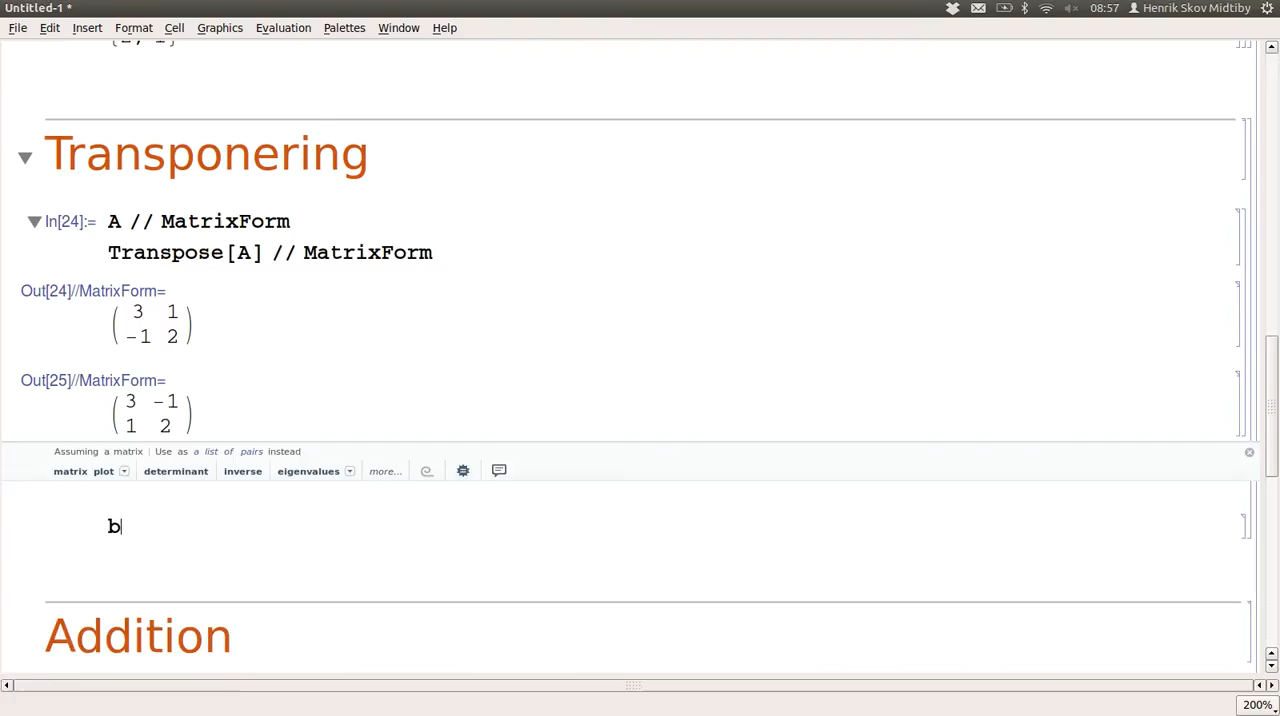 Untitled-1 *
08:57 Henrik Skov Midtiby
File Edit Insert Format Cell Graphics Evaluation Palettes Window Help
Transponering
In[24]:= A // MatrixForm
Transpose[A] // MatrixForm
Out[24]//MatrixForm=
3 1
-1 2
Out[25]//MatrixForm=
3 -1
1 2
Assuming a matrix | Use as a list of pairs instead
matrix plot determinant inverse eigenvalues more...
b
Addition
200%